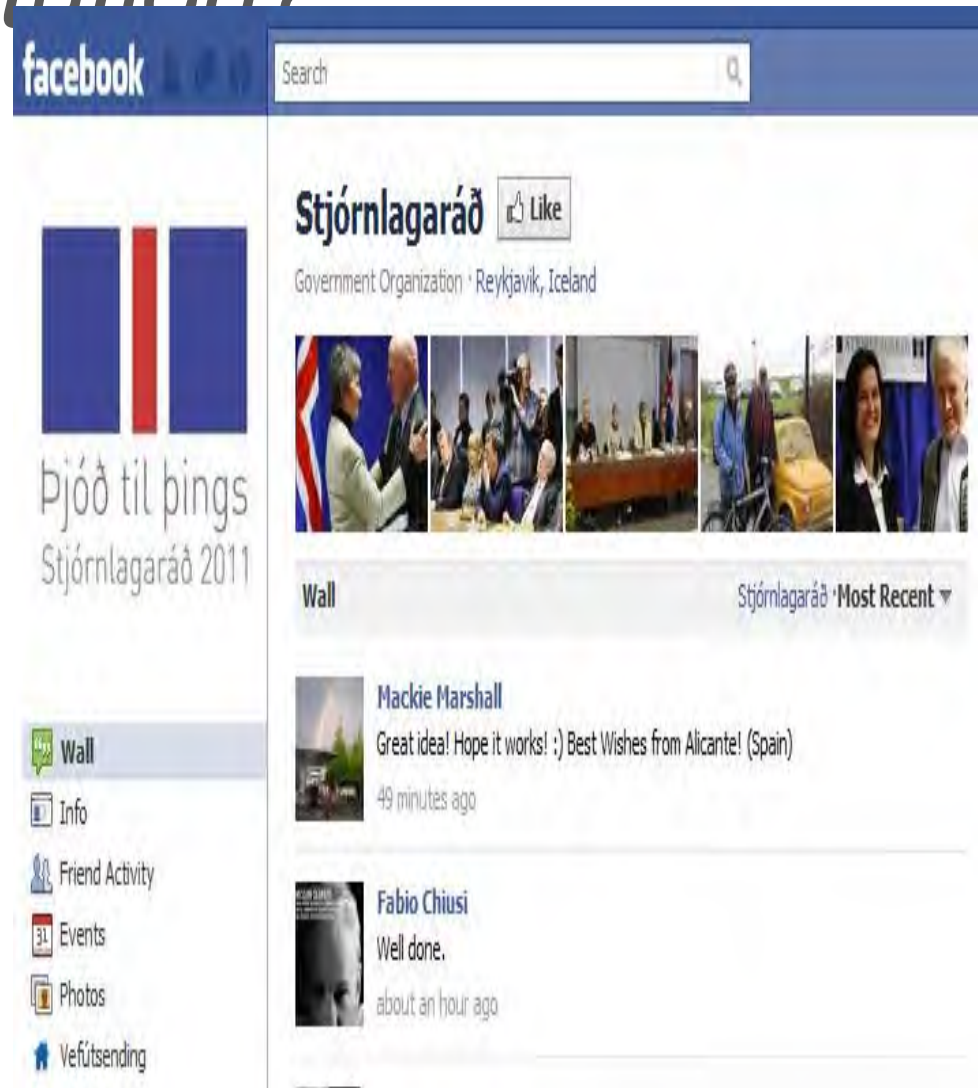 facebook
Search
Þjóð til þings
Stjórnlagaráð 2011
Wall
Info
Friend Activity
Events
Photos
Vefútsending
Stjórnlagaráð Like
Government Organization · Reykjavik, Iceland
Wall Stjórnlagaráð · Most Recent
Mackie Marshall
Great idea! Hope it works! :) Best Wishes from Alicante! (Spain)
49 minutes ago
Fabio Chiusi
Well done.
about an hour ago